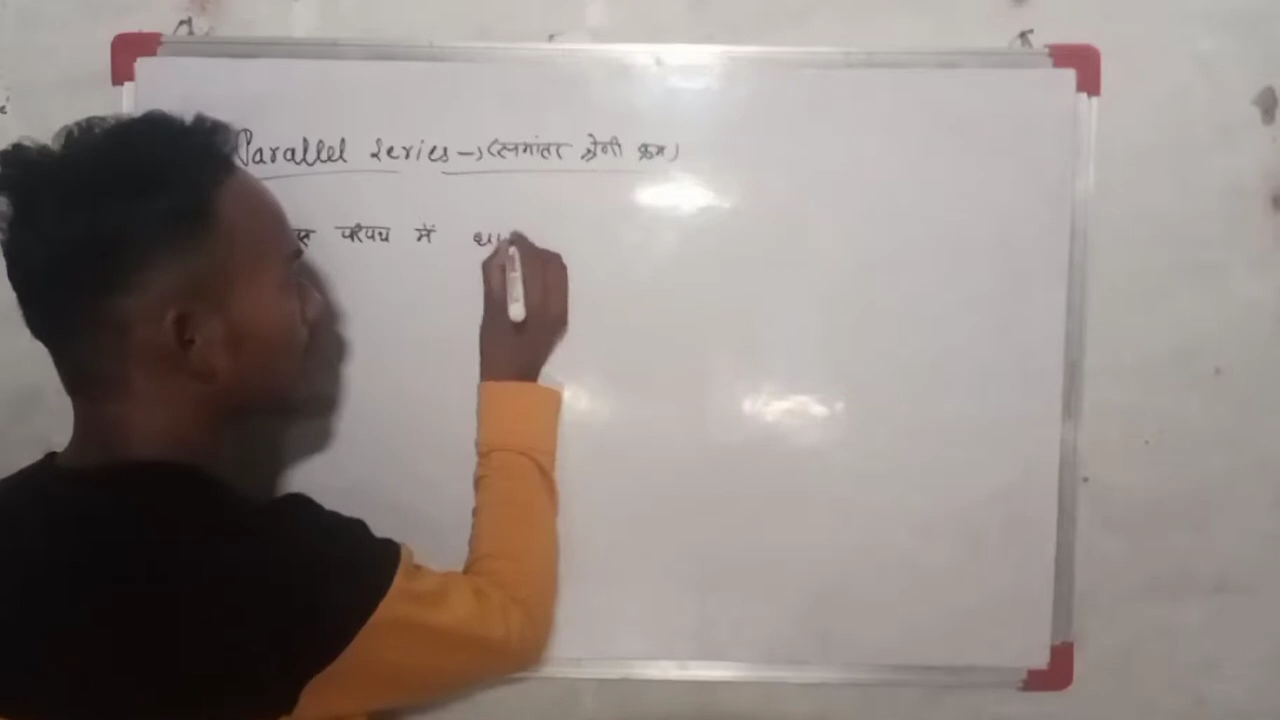 Parallel Series → (समांतर श्रेणी क्रम)
परिपथ में